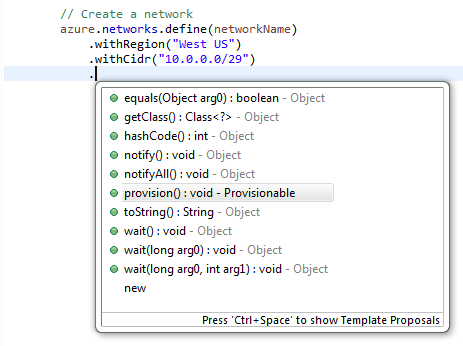 // Create a network
azure.networks.define(networkName)
.withRegion("West US")
.withCidr("10.0.0.0/29")
.
equals(Object arg0) : boolean - Object
getClass() : Class<?> - Object
hashCode() : int - Object
notify() : void - Object
notifyAll() : void - Object
provision() : void - Provisionable
toString() : String - Object
wait() : void - Object
wait(long arg0) : void - Object
wait(long arg0, int arg1) : void - Object
new
Press 'Ctrl+Space' to show Template Proposals